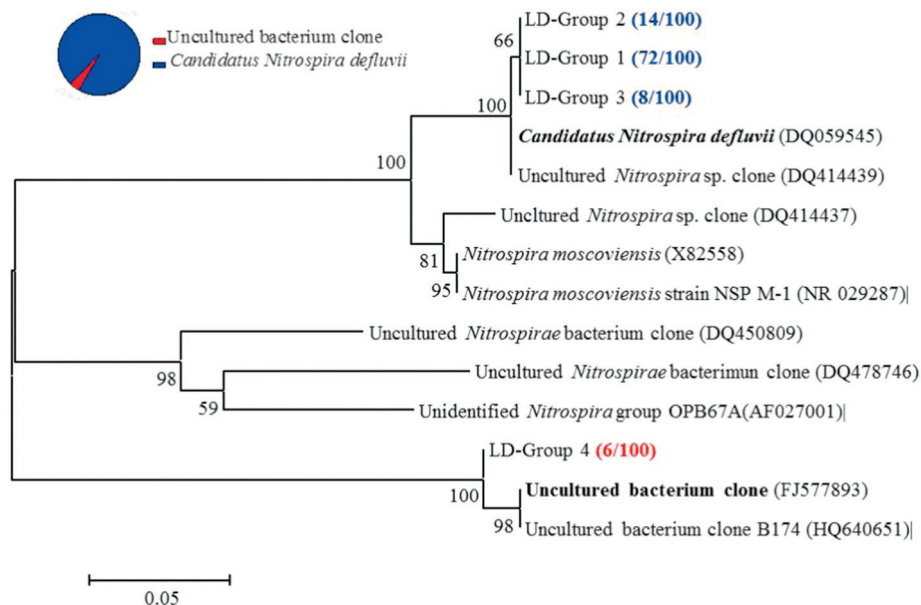 Uncultured bacterium clone
Candidatus Nitrospira defluvii
LD-Group 2 (14/100)
66
LD-Group 1 (72/100)
LD-Group 3 (8/100)
100
Candidatus Nitrospira defluvii (DQ059545)
100
Uncultured Nitrospira sp. clone (DQ414439)
Uncltured Nitrospira sp. clone (DQ414437)
81
Nitrospira moscoviensis (X82558)
95
Nitrospira moscoviensis strain NSP M-1 (NR 029287)|
Uncultured Nitrospirae bacterium clone (DQ450809)
98
Uncultured Nitrospirae bacterimun clone (DQ478746)
59
Unidentified Nitrospira group OPB67A(AF027001)|
LD-Group 4 (6/100)
100
Uncultured bacterium clone (FJ577893)
98
Uncultured bacterium clone B174 (HQ640651)|
0.05